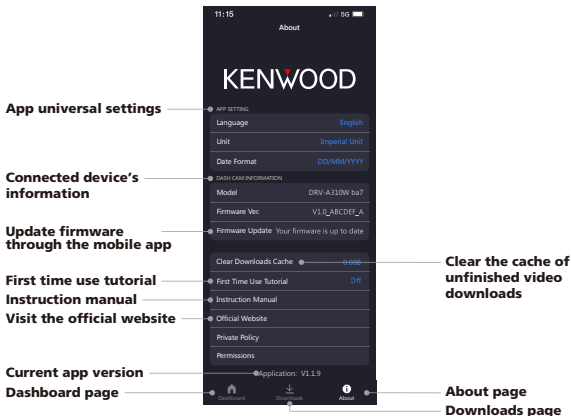 11:15
5G
About
KENWOOD
App universal settings
APP SETTING
Language English
Unit Imperial Unit
Date Format DD/MM/YYYY
Connected device's
information
DASH CAM INFORMATION
Model DRV-A310W ba7
Firmware Ver. V1.0_ABCDEF_A
Update firmware
through the mobile app
Firmware Update Your firmware is up to date
Clear Downloads Cache 0.00B
Clear the cache of
unfinished video
downloads
First time use tutorial
First Time Use Tutorial Off
Instruction manual
Instruction Manual
Visit the official website
Official Website
Private Policy
Permissions
Current app version
Application: V1.1.9
Dashboard page
Dashboard
Downloads
About
About page
Downloads page